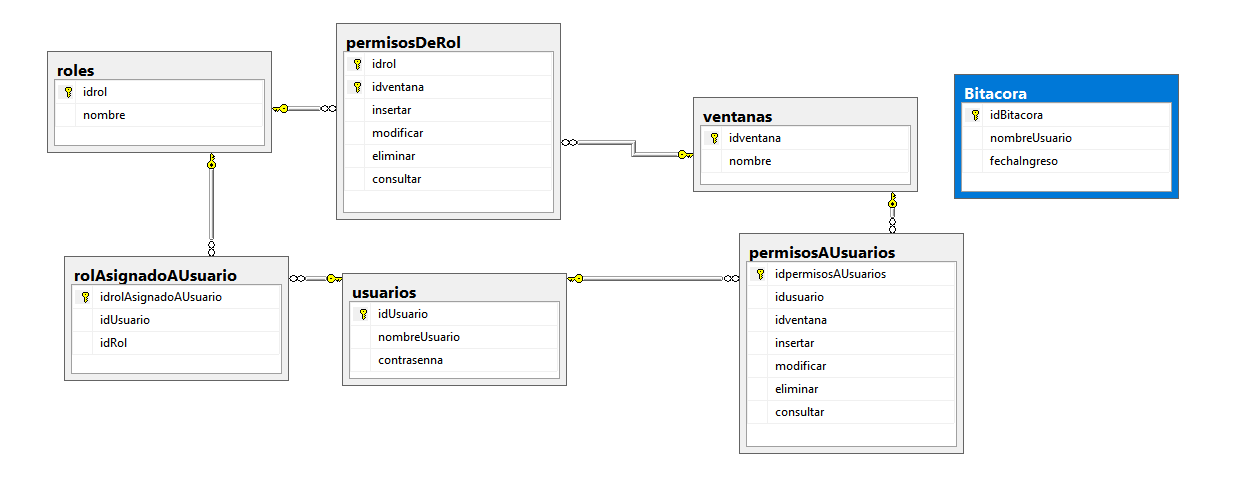 roles
idrol
nombre
permisosDeRol
idrol
idventana
insertar
modificar
eliminar
consultar
ventanas
idventana
nombre
Bitacora
idBitacora
nombreUsuario
fechaIngreso
rolAsignadoAUsuario
idrolAsignadoAUsuario
idUsuario
idRol
usuarios
idUsuario
nombreUsuario
contrasenna
permisosAUsuarios
idpermisosAUsuarios
idusuario
idventana
insertar
modificar
eliminar
consultar